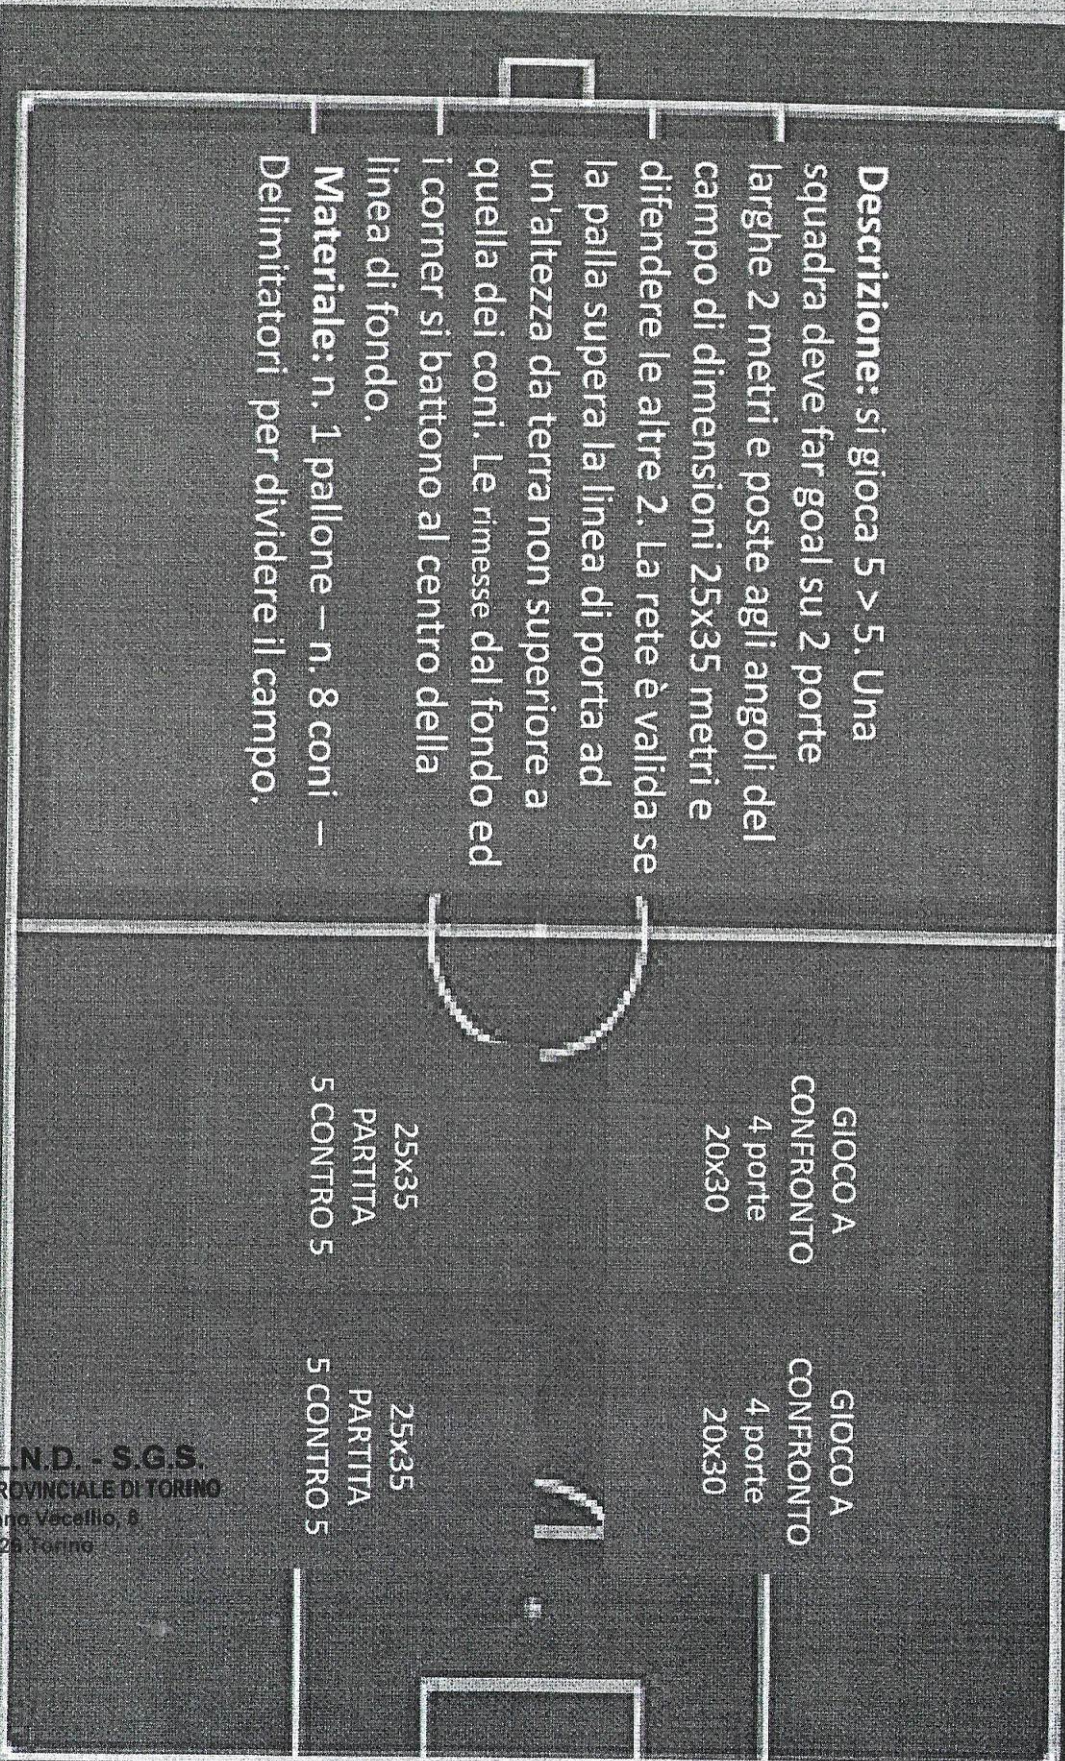 Descrizione: si gioca 5 > 5. Una
squadra deve far goal su 2 porte
larghe 2 metri e poste agli angoli del
campo di dimensioni 25x35 metri e
difendere le altre 2. La rete è valida se
la palla supera la linea di porta ad
un'altezza da terra non superiore a
quella dei coni. Le rimesse dal fondo ed
i corner si battono al centro della
linea di fondo.
Materiale: n. 1 pallone – n. 8 coni –
Delimitatori per dividere il campo.
GIOCO A
CONFRONTO
4 porte
20x30
GIOCO A
CONFRONTO
4 porte
20x30
25x35
PARTITA
5 CONTRO 5
25x35
PARTITA
5 CONTRO 5
L.N.D. - S.G.S.
PROVINCIALE DI TORINO
Vecellio, 8
Torino